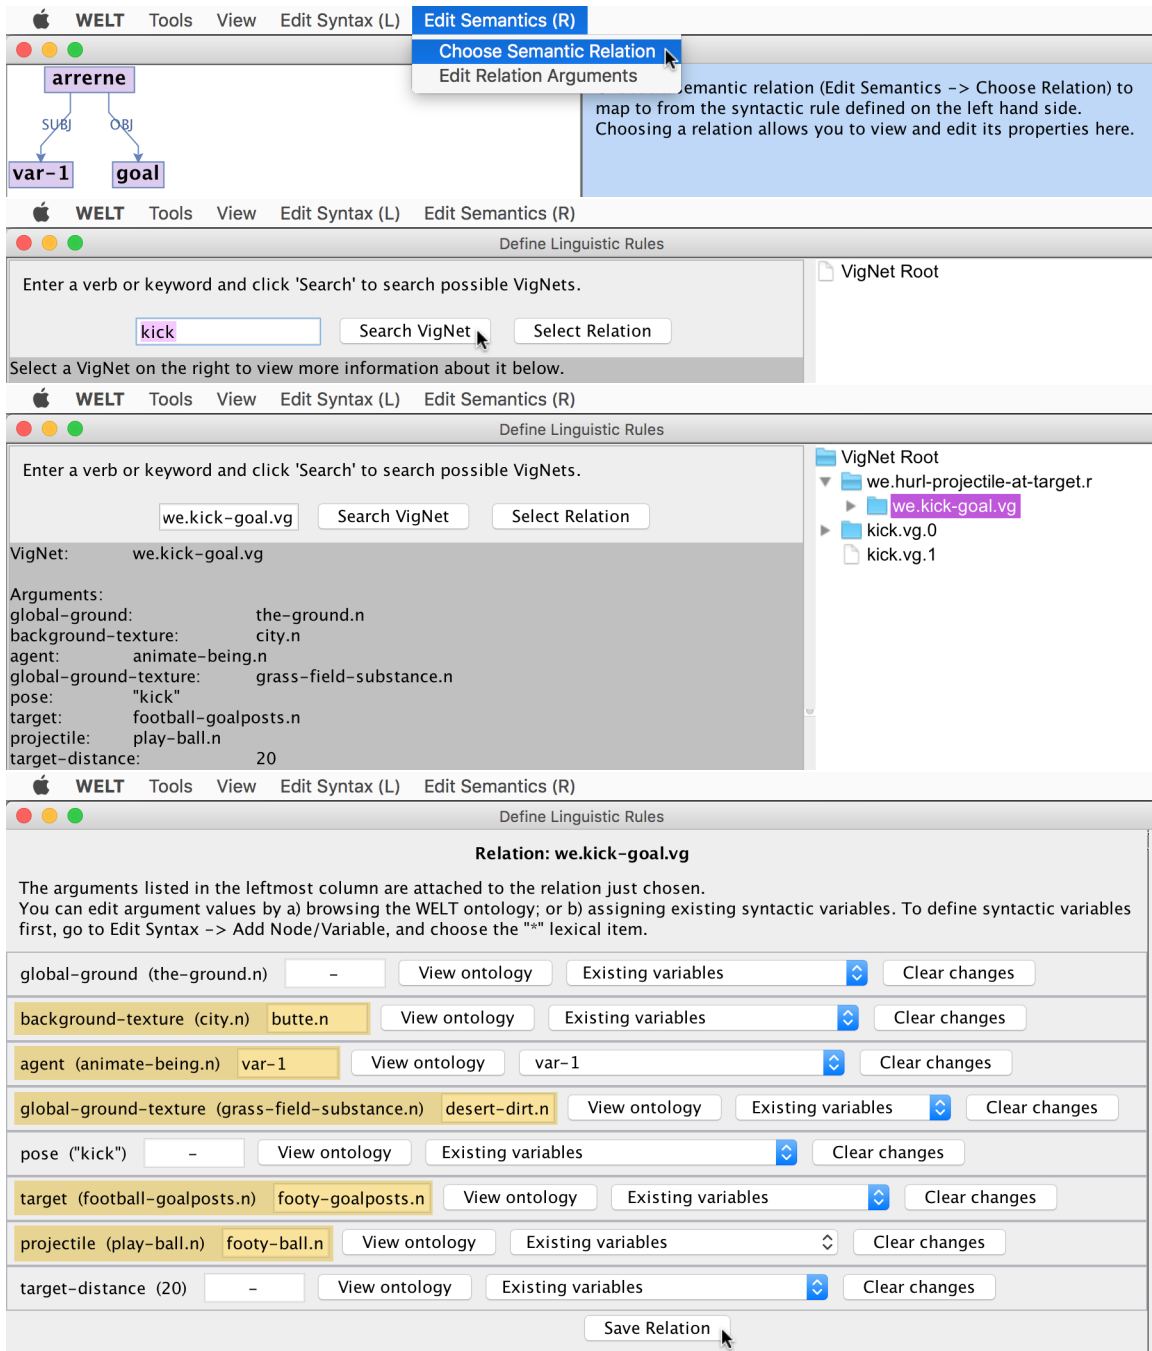 WELT Tools View Edit Syntax (L) Edit Semantics (R)
Choose Semantic Relation
Edit Relation Arguments
arrerne
SUBJ OBJ
var-1 goal
semantic relation (Edit Semantics -> Choose Relation) to
map to from the syntactic rule defined on the left hand side.
Choosing a relation allows you to view and edit its properties here.
WELT Tools View Edit Syntax (L) Edit Semantics (R)
Define Linguistic Rules
Enter a verb or keyword and click 'Search' to search possible VigNets.
kick Search VigNet Select Relation
Select a VigNet on the right to view more information about it below.
VigNet Root
WELT Tools View Edit Syntax (L) Edit Semantics (R)
Define Linguistic Rules
Enter a verb or keyword and click 'Search' to search possible VigNets.
we.kick-goal.vg Search VigNet Select Relation
VigNet: we.kick-goal.vg
Arguments:
global-ground: the-ground.n
background-texture: city.n
agent: animate-being.n
global-ground-texture: grass-field-substance.n
pose: "kick"
target: football-goalposts.n
projectile: play-ball.n
target-distance: 20
VigNet Root
we.hurl-projectile-at-target.r
we.kick-goal.vg
kick.vg.0
kick.vg.1
WELT Tools View Edit Syntax (L) Edit Semantics (R)
Define Linguistic Rules
Relation: we.kick-goal.vg
The arguments listed in the leftmost column are attached to the relation just chosen.
You can edit argument values by a) browsing the WELT ontology; or b) assigning existing syntactic variables. To define syntactic variables
first, go to Edit Syntax -> Add Node/Variable, and choose the "*" lexical item.
global-ground (the-ground.n) - View ontology Existing variables Clear changes
background-texture (city.n) butte.n View ontology Existing variables Clear changes
agent (animate-being.n) var-1 View ontology var-1 Clear changes
global-ground-texture (grass-field-substance.n) desert-dirt.n View ontology Existing variables Clear changes
pose ("kick") - View ontology Existing variables Clear changes
target (football-goalposts.n) footy-goalposts.n View ontology Existing variables Clear changes
projectile (play-ball.n) footy-ball.n View ontology Existing variables Clear changes
target-distance (20) - View ontology Existing variables Clear changes
Save Relation